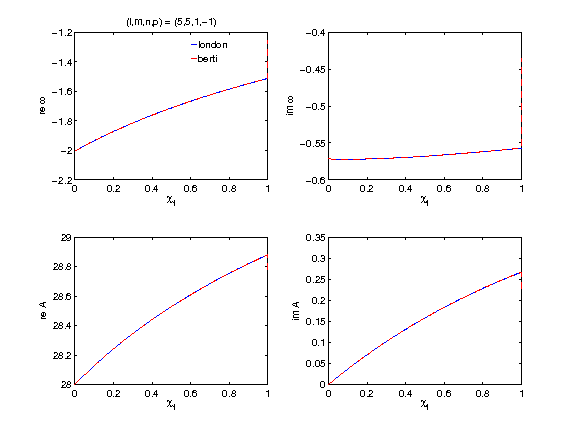 (l,m,n,p) = (5,5,1,−1)
−1.2
−1.4
−1.6
−1.8
−2
−2.2
re ω
0 0.2 0.4 0.6 0.8 1
χf
london
berti
−0.4
−0.45
−0.5
−0.55
−0.6
im ω
0 0.2 0.4 0.6 0.8 1
χf
29
28.8
28.6
28.4
28.2
28
re A
0 0.2 0.4 0.6 0.8 1
χf
0.35
0.3
0.25
0.2
0.15
0.1
0.05
0
im A
0 0.2 0.4 0.6 0.8 1
χf